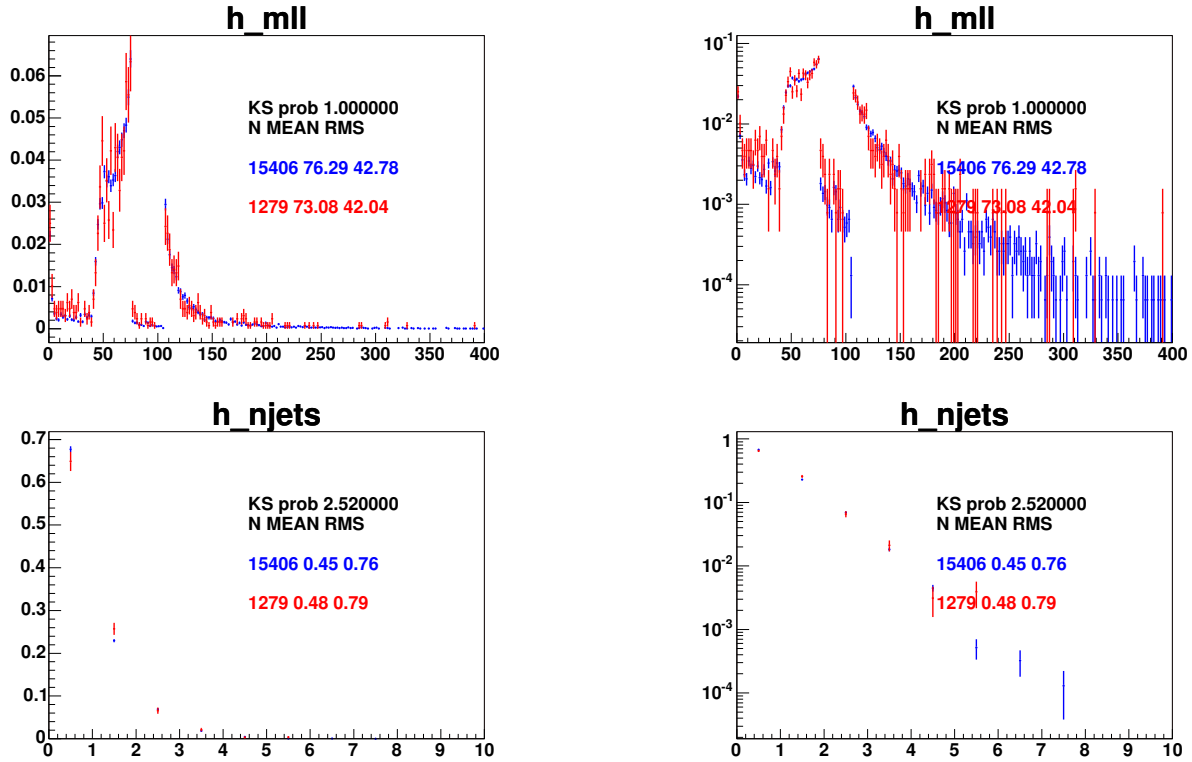 h_mll
0.06
0.05
0.04
0.03
0.02
0.01
0
KS prob 1.000000
N MEAN RMS
15406 76.29 42.78
1279 73.08 42.04
0 50 100 150 200 250 300 350 400
h_mll
10-1
10-2
10-3
10-4
KS prob 1.000000
N MEAN RMS
15406 76.29 42.78
1279 73.08 42.04
0 50 100 150 200 250 300 350 400
h_njets
0.7
0.6
0.5
0.4
0.3
0.2
0.1
0
KS prob 2.520000
N MEAN RMS
15406 0.45 0.76
1279 0.48 0.79
0 1 2 3 4 5 6 7 8 9 10
h_njets
1
10-1
10-2
10-3
10-4
KS prob 2.520000
N MEAN RMS
15406 0.45 0.76
1279 0.48 0.79
0 1 2 3 4 5 6 7 8 9 10